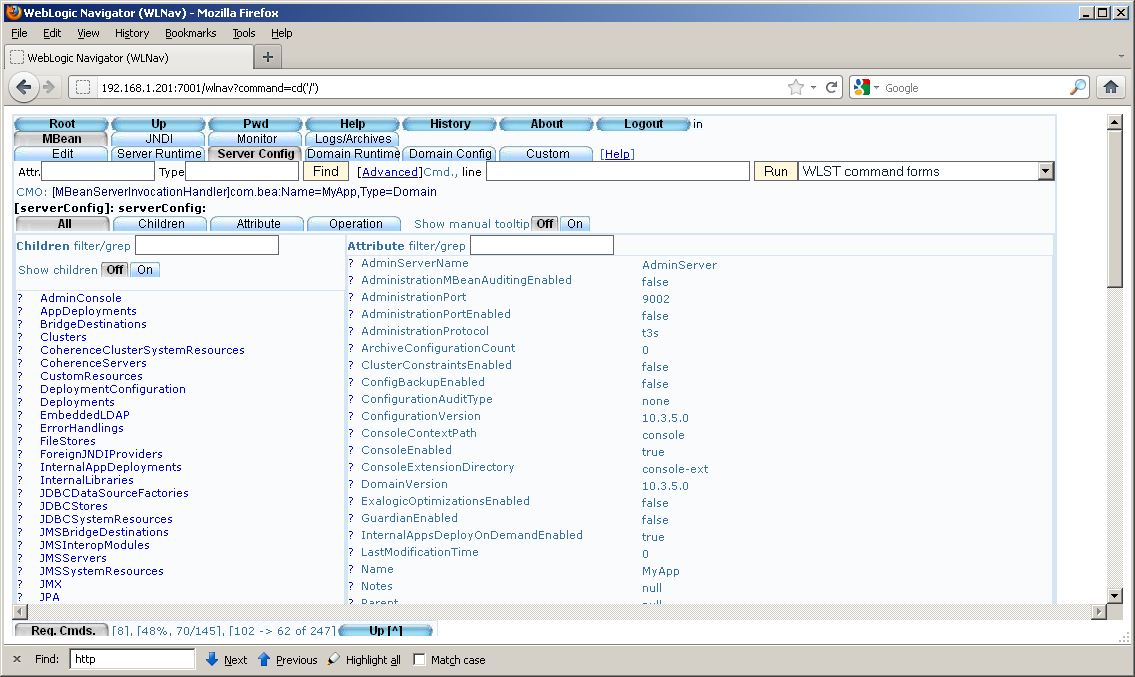 WebLogic Navigator (WLNav) - Mozilla Firefox
File Edit View History Bookmarks Tools Help
WebLogic Navigator (WLNav)
192.168.1.201:7001/wlnav?command=cd('/') Google
Root Up Pwd Help History About Logout in
MBean JNDI Monitor Logs/Archives
Edit Server Runtime Server Config Domain Runtime Domain Config Custom [Help]
Attr. Type Find [Advanced] Cmd., line Run WLST command forms
CMO: [MBeanServerInvocationHandler]com.bea:Name=MyApp,Type=Domain
[serverConfig]: serverConfig:
All Children Attribute Operation Show manual tooltip Off On
Children filter/grep
Show children Off On
? AdminConsole
? AppDeployments
? BridgeDestinations
? Clusters
? CoherenceClusterSystemResources
? CoherenceServers
? CustomResources
? DeploymentConfiguration
? Deployments
? EmbeddedLDAP
? ErrorHandlings
? FileStores
? ForeignJNDIProviders
? InternalAppDeployments
? InternalLibraries
? JDBCDataSourceFactories
? JDBCStores
? JDBCSystemResources
? JMSBridgeDestinations
? JMSInteropModules
? JMSServers
? JMSSystemResources
? JMX
? JPA
Attribute filter/grep
? AdminServerName AdminServer
? AdministrationMBeanAuditingEnabled false
? AdministrationPort 9002
? AdministrationPortEnabled false
? AdministrationProtocol t3s
? ArchiveConfigurationCount 0
? ClusterConstraintsEnabled false
? ConfigBackupEnabled false
? ConfigurationAuditType none
? ConfigurationVersion 10.3.5.0
? ConsoleContextPath console
? ConsoleEnabled true
? ConsoleExtensionDirectory console-ext
? DomainVersion 10.3.5.0
? ExalogicOptimizationsEnabled false
? GuardianEnabled false
? InternalAppsDeployOnDemandEnabled true
? LastModificationTime 0
? Name MyApp
? Notes null
? Parent null
Req. Cmds. [8], [48%, 70/145], [102 -> 62 of 247] Up [^]
Find: http Next Previous Highlight all Match case